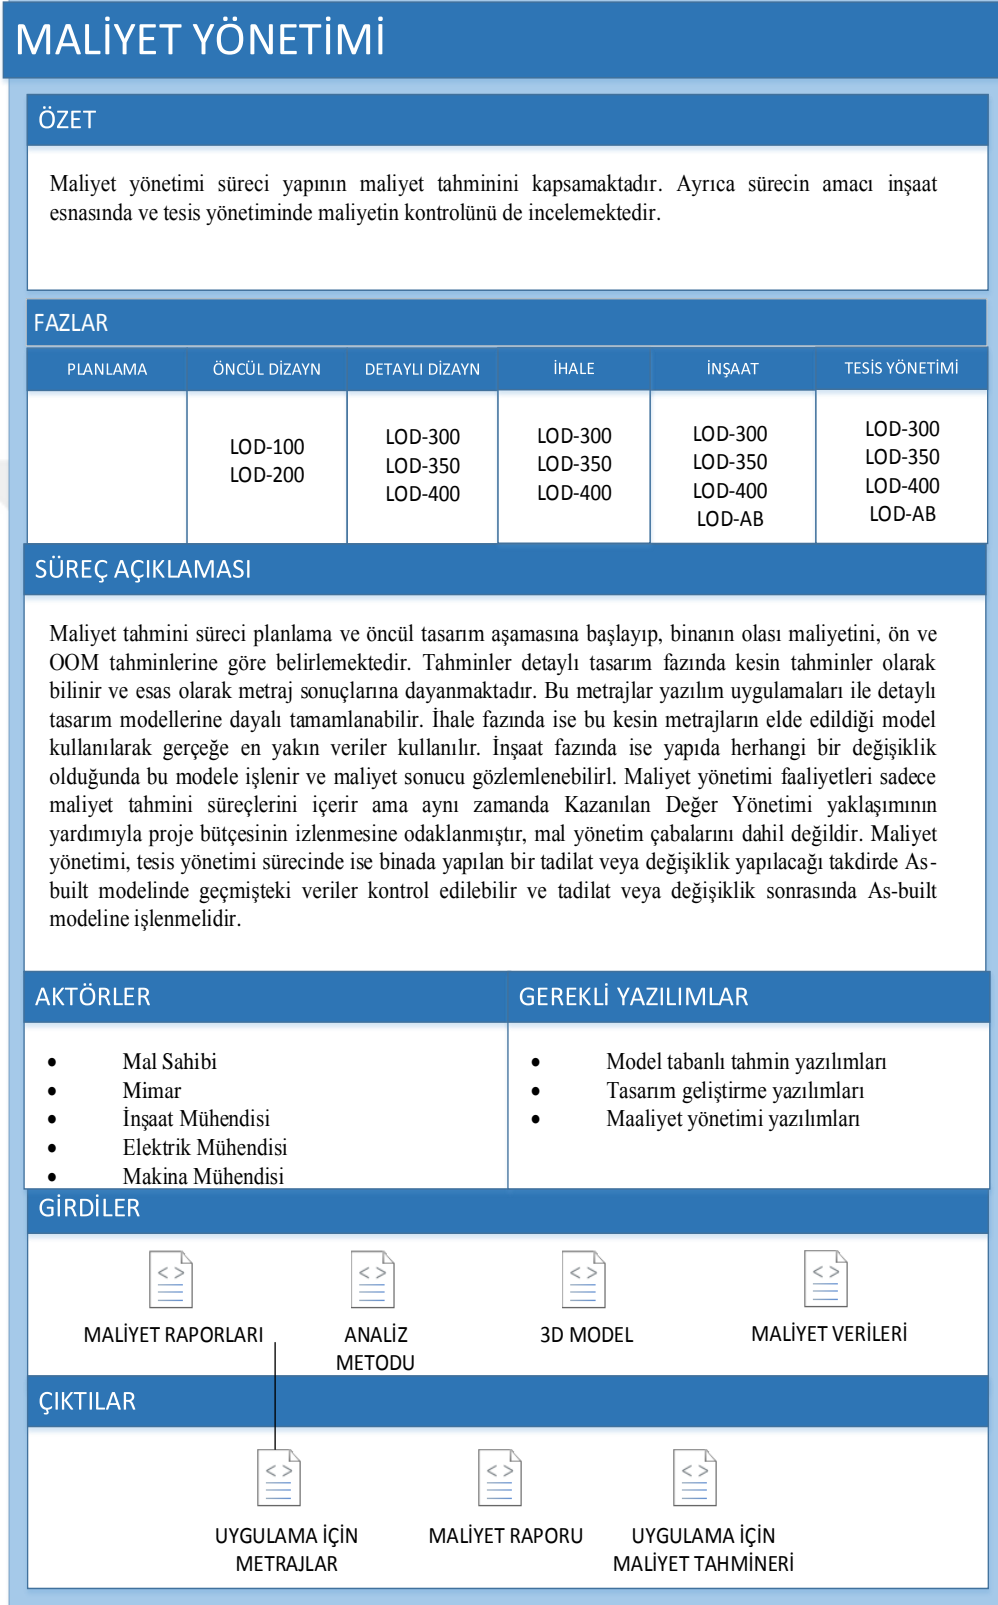 MALİYET YÖNETİMİ
ÖZET
Maliyet yönetimi süreci yapının maliyet tahminini kapsamaktadır. Ayrıca sürecin amacı inşaat
esnasında ve tesis yönetiminde maliyetin kontrolünü de incelemektedir.
FAZLAR
PLANLAMA
ÖNCÜL DİZAYN
DETAYLI DİZAYN
İHALE
İNŞAAT
TESİS YÖNETİMİ
LOD-100
LOD-200
LOD-300
LOD-350
LOD-400
LOD-300
LOD-350
LOD-400
LOD-300
LOD-350
LOD-400
LOD-AB
LOD-300
LOD-350
LOD-400
LOD-AB
SÜREÇ AÇIKLAMASI
Maliyet tahmini süreci planlama ve öncül tasarım aşamasına başlayıp, binanın olası maliyetini, ön ve
OOM tahminlerine göre belirlemektedir. Tahminler detaylı tasarım fazında kesin tahminler olarak
bilinir ve esas olarak metraj sonuçlarına dayanmaktadır. Bu metrajlar yazılım uygulamaları ile detaylı
tasarım modellerine dayalı tamamlanabilir. İhale fazında ise bu kesin metrajların elde edildiği model
kullanılarak gerçeğe en yakın veriler kullanılır. İnşaat fazında ise yapıda herhangi bir değişiklik
olduğunda bu modele işlenir ve maliyet sonucu gözlemlenebilirl. Maliyet yönetimi faaliyetleri sadece
maliyet tahmini süreçlerini içerir ama aynı zamanda Kazanılan Değer Yönetimi yaklaşımının
yardımıyla proje bütçesinin izlenmesine odaklanmıştır, mal yönetim çabalarını dahil değildir. Maliyet
yönetimi, tesis yönetimi sürecinde ise binada yapılan bir tadilat veya değişiklik yapılacağı takdirde As-
built modelinde geçmişteki veriler kontrol edilebilir ve tadilat veya değişiklik sonrasında As-built
modeline işlenmelidir.
AKTÖRLER
• Mal Sahibi
• Mimar
• İnşaat Mühendisi
• Elektrik Mühendisi
• Makina Mühendisi
GEREKLİ YAZILIMLAR
• Model tabanlı tahmin yazılımları
• Tasarım geliştirme yazılımları
• Maaliyet yönetimi yazılımları
GİRDİLER
MALİYET RAPORLARI
ANALİZ
METODU
3D MODEL
MALİYET VERİLERİ
ÇIKTILAR
UYGULAMA İÇİN
METRAJLAR
MALİYET RAPORU
UYGULAMA İÇİN
MALİYET TAHMİNERİ